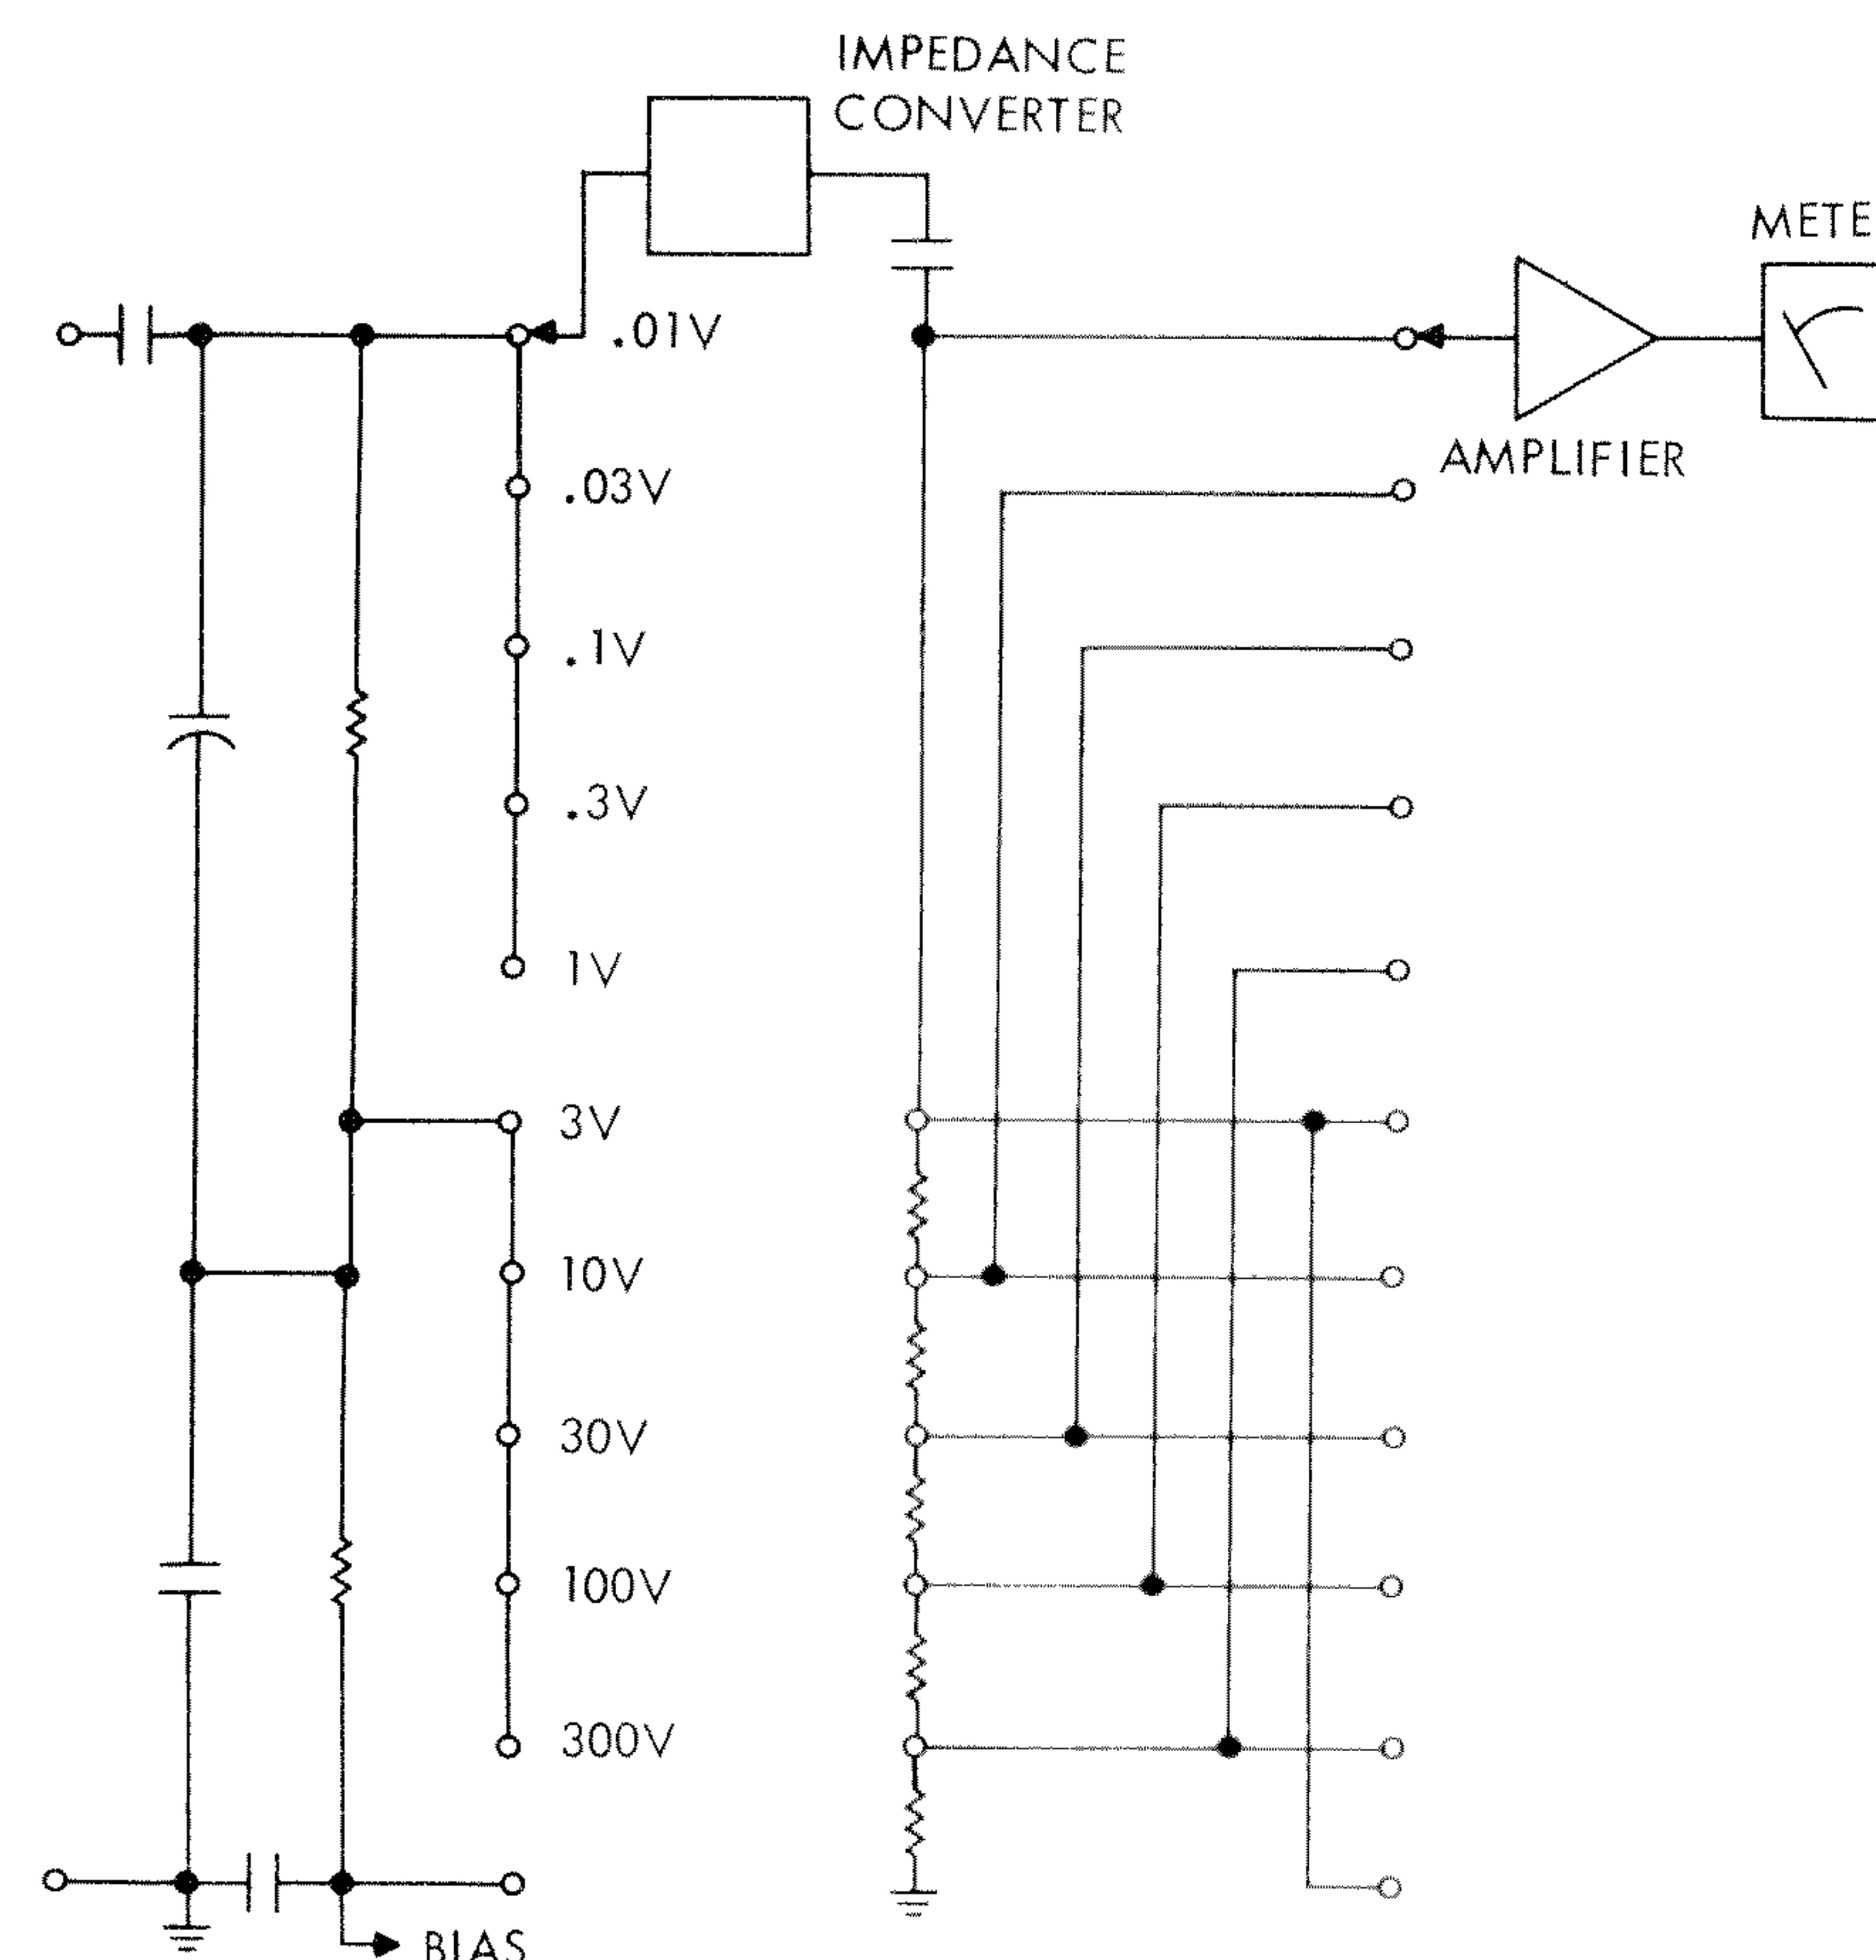 IMPEDANCE
CONVERTER
METE
.01V
AMPLIFIER
.03V
.1V
.3V
1V
3V
10V
30V
100V
300V
BIAS